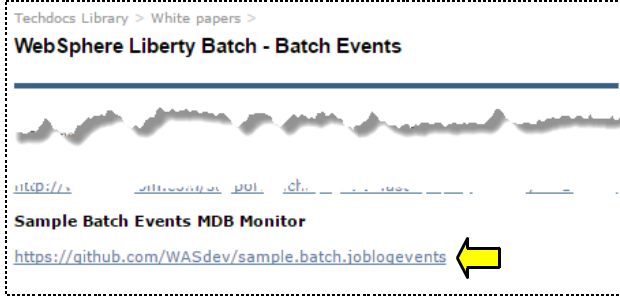 Techdocs Library > White papers >
WebSphere Liberty Batch - Batch Events
Sample Batch Events MDB Monitor
https://github.com/WASdev/sample.batch.joblogevents